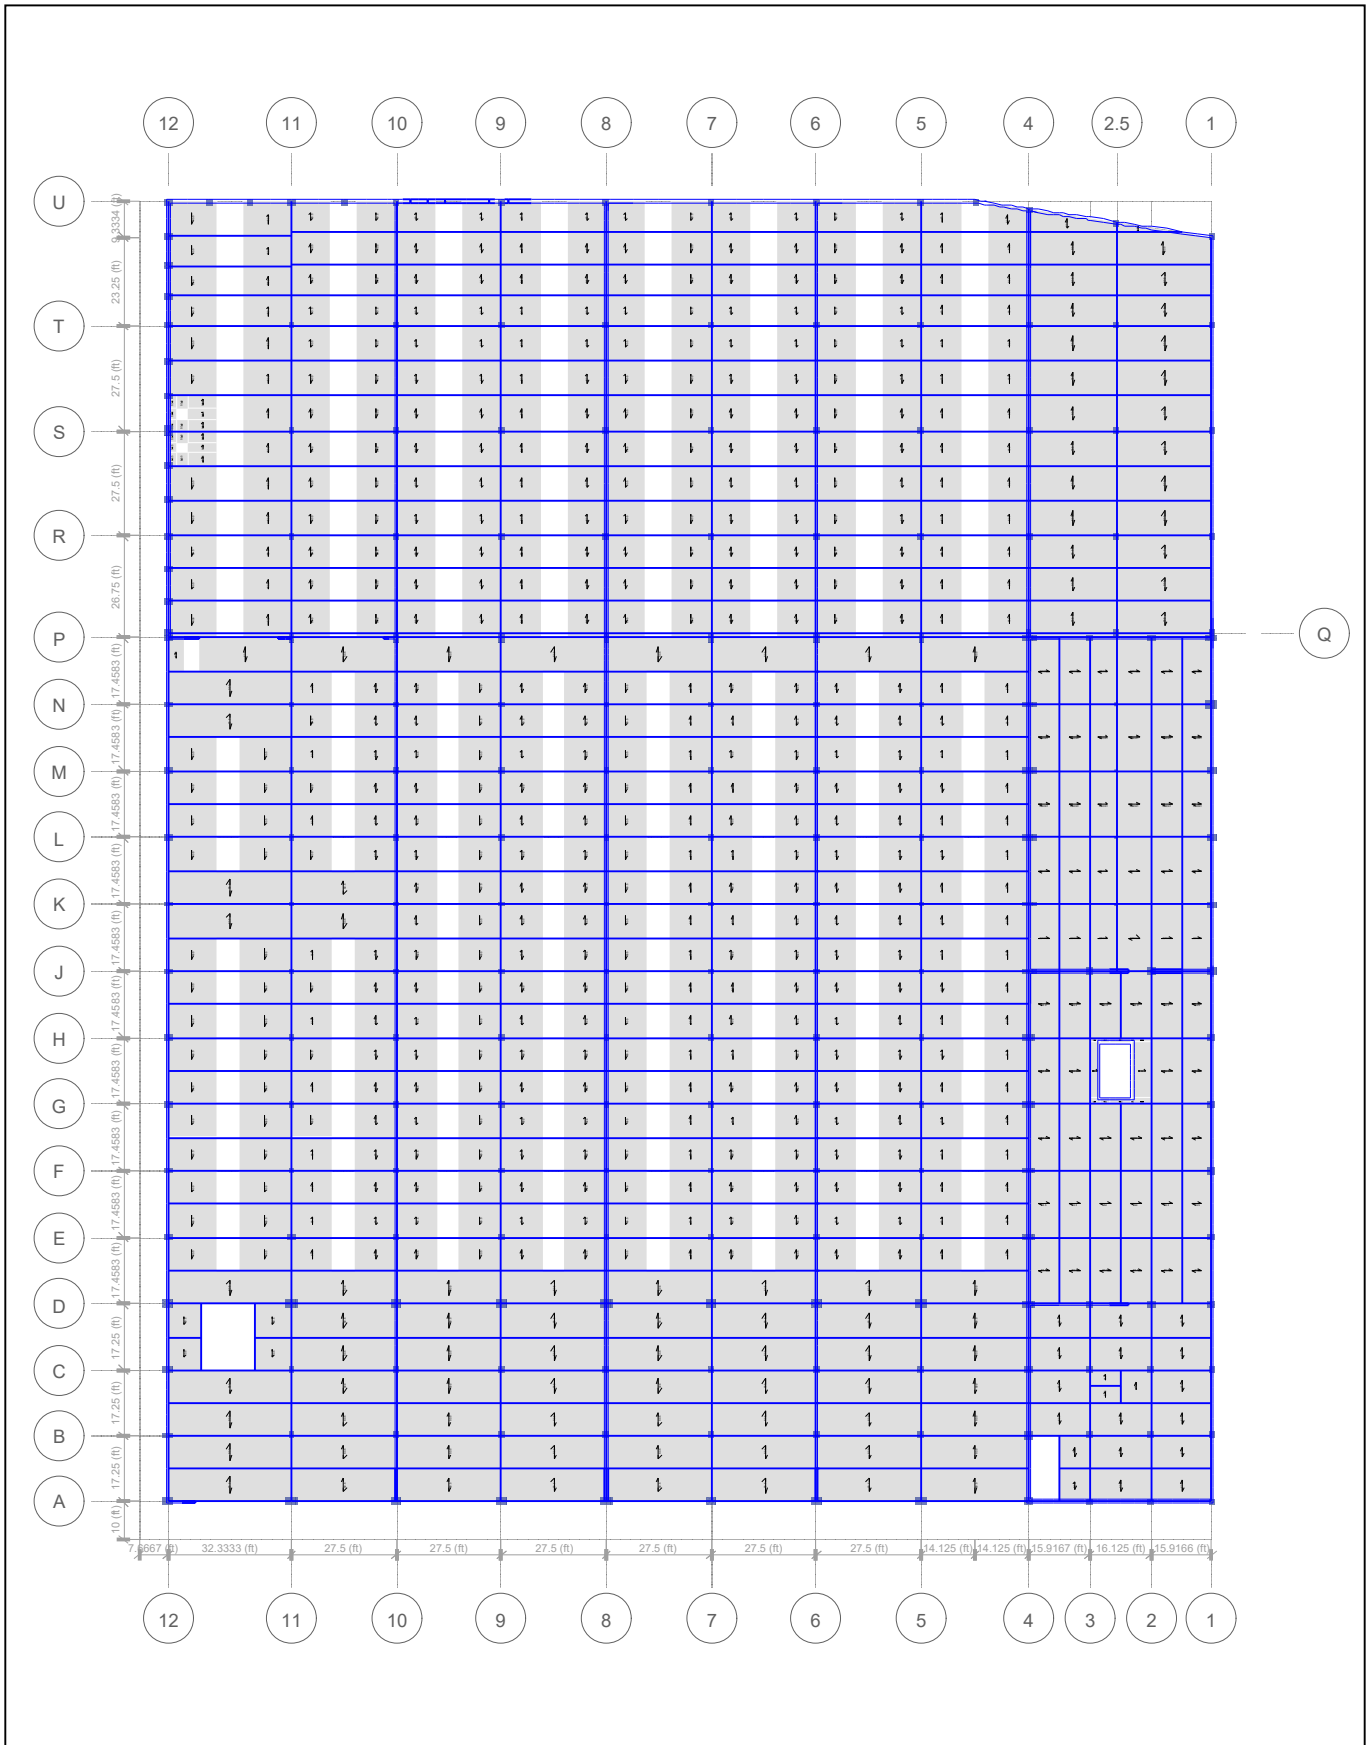 12 11 10 9 8 7 6 5 4 2.5 1
U
9.3334 (ft)
23.25 (ft)
T
27.5 (ft)
S
27.5 (ft)
R
26.75 (ft)
P
Q
17.4583 (ft)
N
17.4583 (ft)
M
17.4583 (ft)
L
17.4583 (ft)
K
17.4583 (ft)
J
17.4583 (ft)
H
17.4583 (ft)
G
17.4583 (ft)
F
17.4583 (ft)
E
17.4583 (ft)
D
17.25 (ft)
C
17.25 (ft)
B
17.25 (ft)
A
10 (ft)
7.6667 (ft) 32.3333 (ft) 27.5 (ft) 27.5 (ft) 27.5 (ft) 27.5 (ft) 27.5 (ft) 27.5 (ft) 14.125 (ft) 14.125 (ft) 15.9167 (ft) 16.125 (ft) 15.9166 (ft)
12 11 10 9 8 7 6 5 4 3 2 1